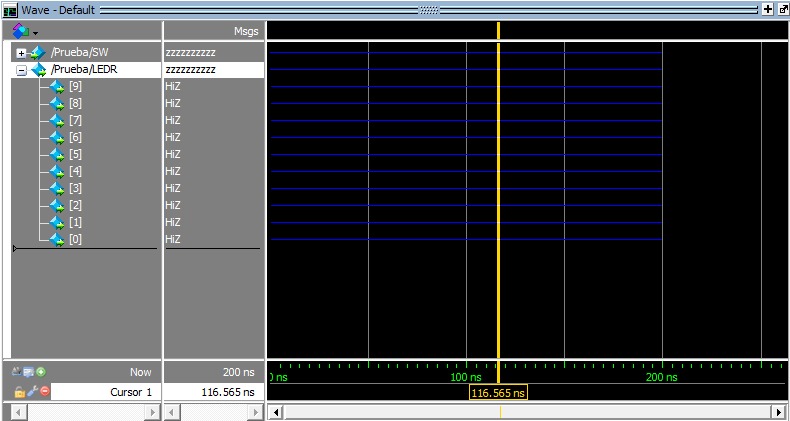 Wave - Default
Msgs
/Prueba/SW zzzzzzzzzz
/Prueba/LEDR zzzzzzzzzz
[9] HiZ
[8] HiZ
[7] HiZ
[6] HiZ
[5] HiZ
[4] HiZ
[3] HiZ
[2] HiZ
[1] HiZ
[0] HiZ
Now 200 ns 0 ns 100 ns 200 ns
Cursor 1 116.565 ns 116.565 ns